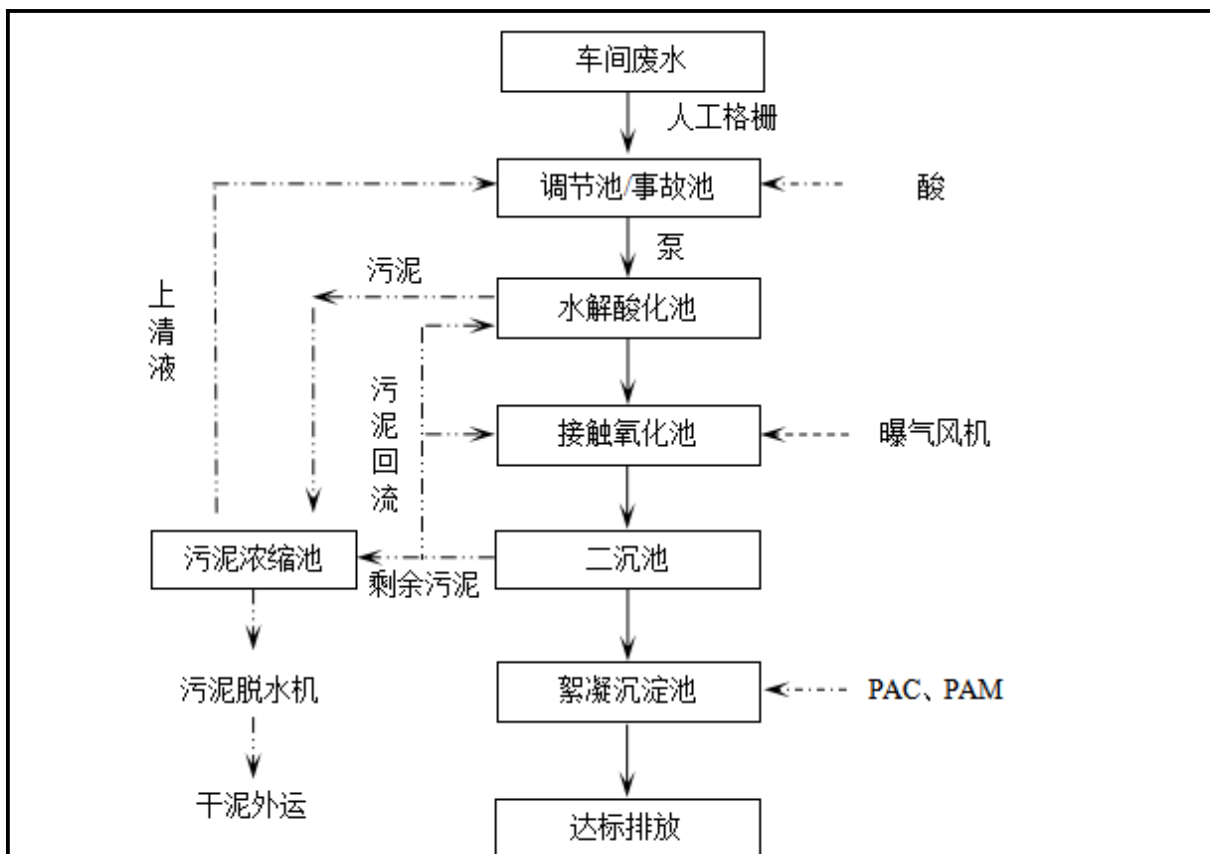 车间废水
人工格栅
调节池/事故池
酸
泵
污泥
水解酸化池
上清液
污泥回流
接触氧化池
曝气风机
污泥浓缩池
剩余污泥
二沉池
污泥脱水机
絮凝沉淀池
PAC、PAM
干泥外运
达标排放